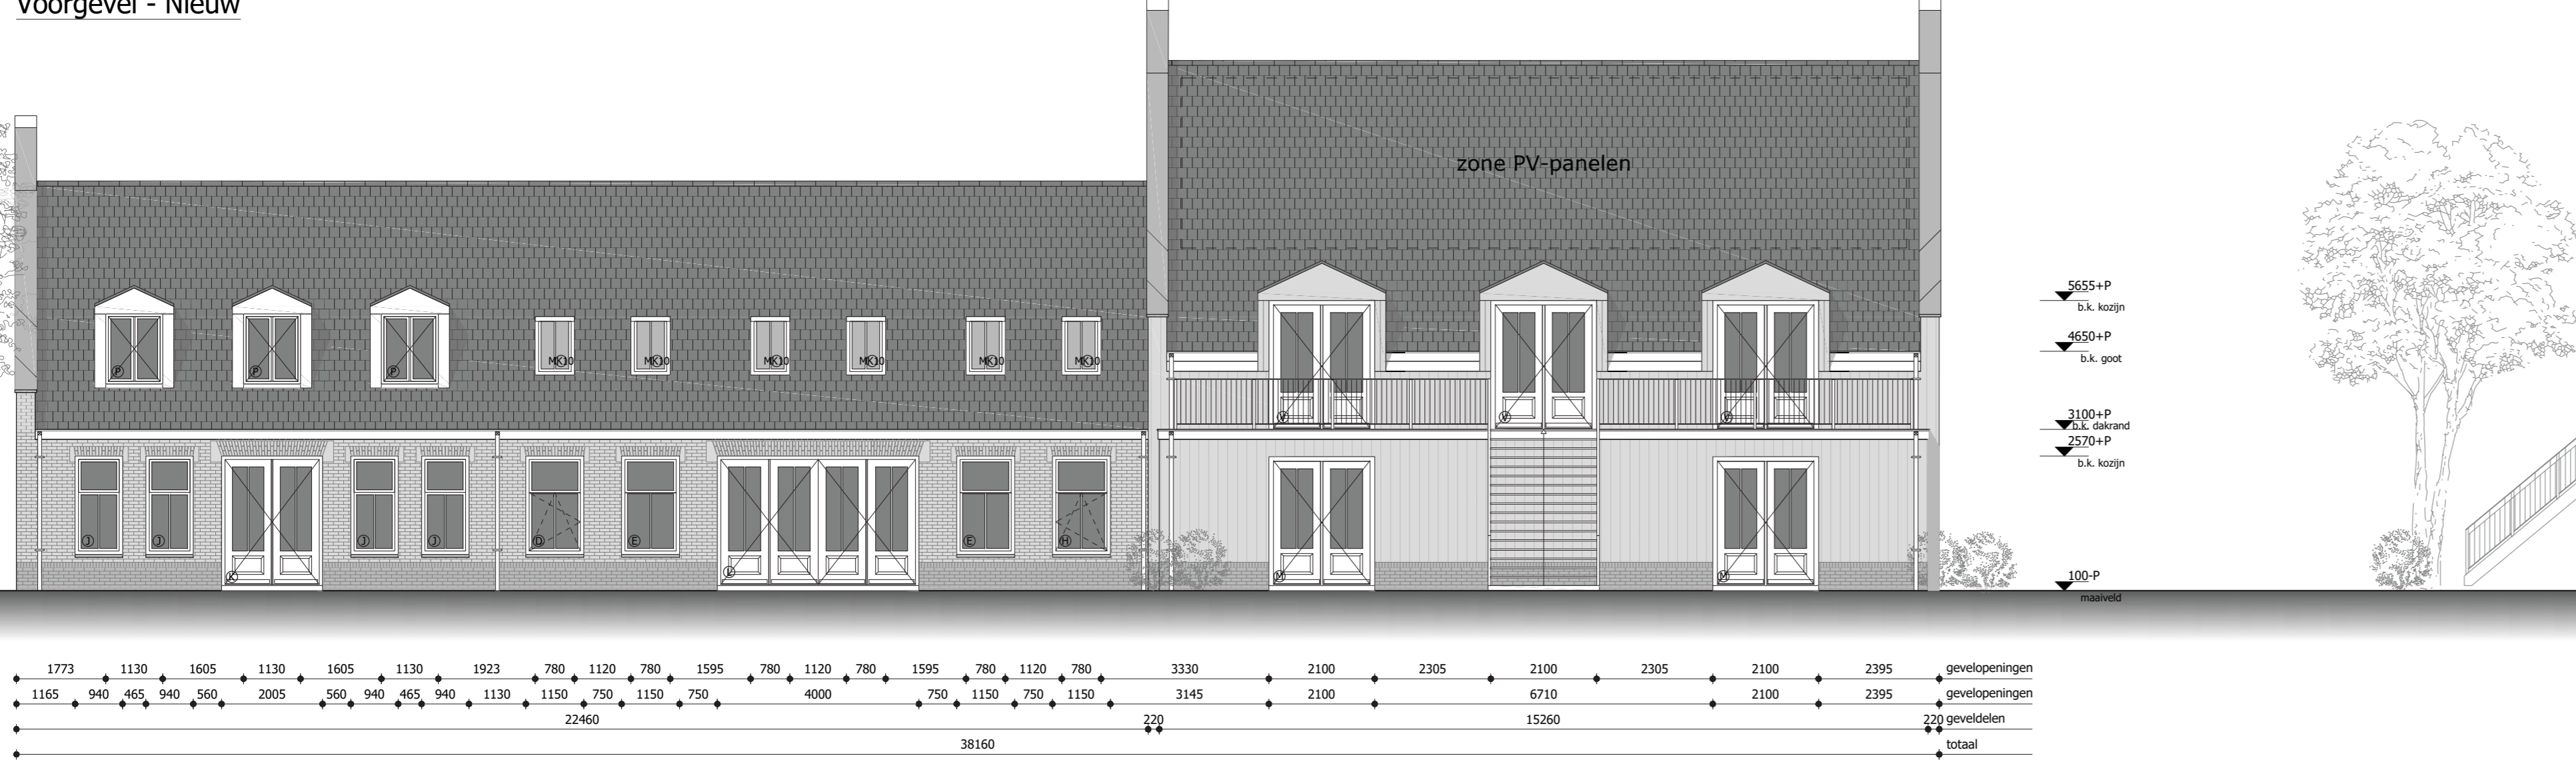 Voorgevel - Nieuw
zone PV-panelen
5655+P
b.k. kozijn
4650+P
b.k. goot
3100+P
b.k. dakrand
2570+P
b.k. kozijn
100-P
maaiveld
P P P MK10 MK10 MK10 MK10 MK10 MK10
V V V
J J K J J D E L E H M M
1773 1130 1605 1130 1605 1130 1923 780 1120 780 1595 780 1120 780 1595 780 1120 780 3330 2100 2305 2100 2305 2100 2395 gevelopeningen
1165 940 465 940 560 2005 560 940 465 940 1130 1150 750 1150 750 4000 750 1150 750 1150 3145 2100 6710 2100 2395 gevelopeningen
22460 220 15260 220 geveldelen
38160 totaal